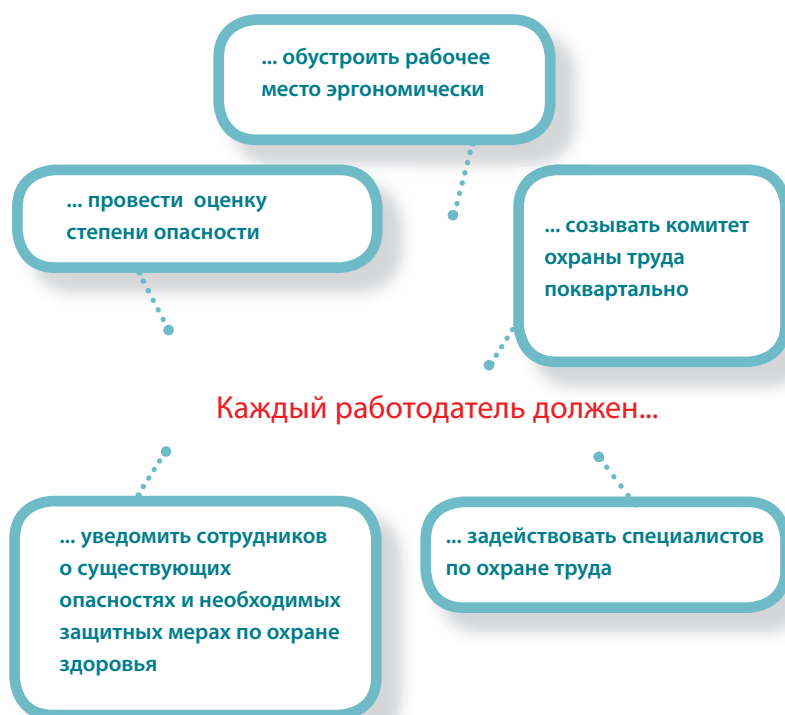 ... обустроить рабочее
место эргономически
... провести оценку
степени опасности
... созывать комитет
охраны труда
поквартально
Каждый работодатель должен...
... уведомить сотрудников
о существующих
опасностях и необходимых
защитных мерах по охране
здоровья
... задействовать специалистов
по охране труда